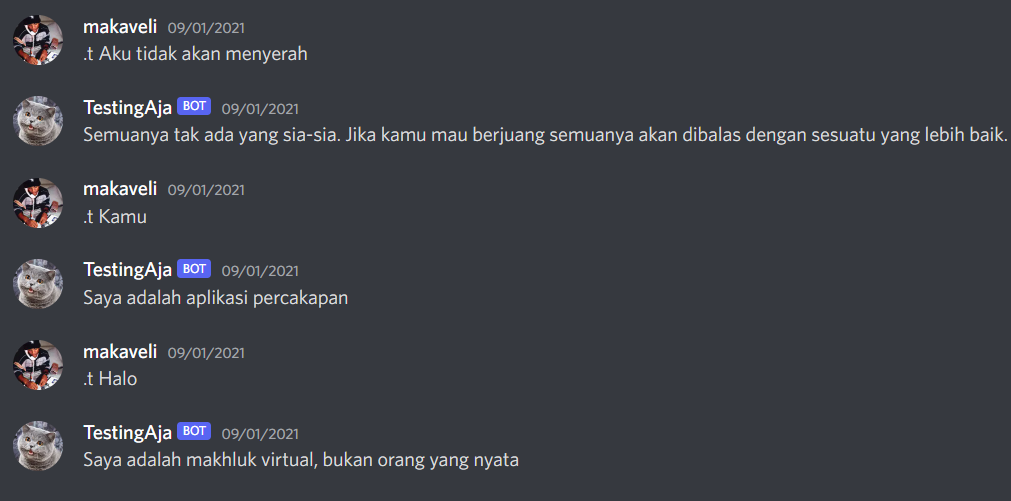 makaveli 09/01/2021
.t Aku tidak akan menyerah
TestingAja BOT 09/01/2021
Semuanya tak ada yang sia-sia. Jika kamu mau berjuang semuanya akan dibalas dengan sesuatu yang lebih baik.
makaveli 09/01/2021
.t Kamu
TestingAja BOT 09/01/2021
Saya adalah aplikasi percakapan
makaveli 09/01/2021
.t Halo
TestingAja BOT 09/01/2021
Saya adalah makhluk virtual, bukan orang yang nyata